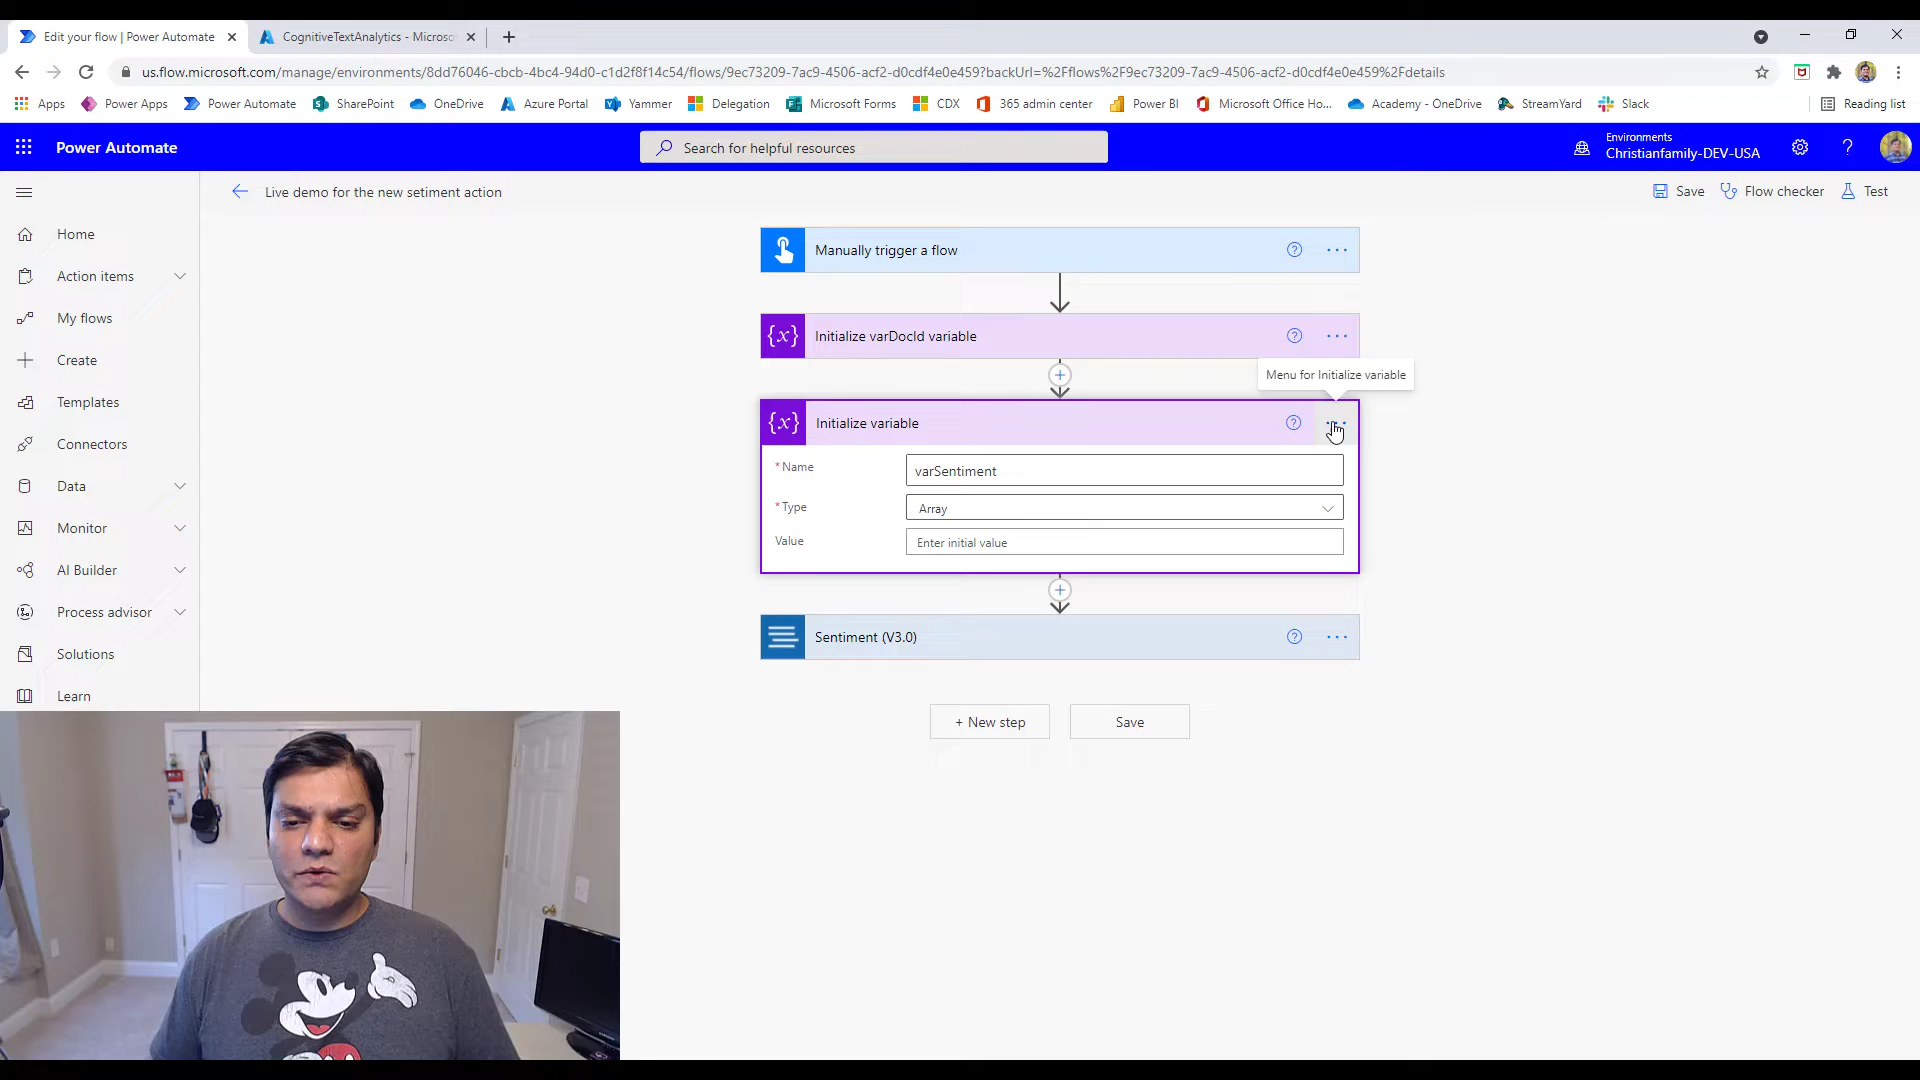 Edit your flow | Power Automate
CognitiveTextAnalytics - Microso
us.flow.microsoft.com/manage/environments/8dd76046-cbcb-4bc4-94d0-c1d2f8f14c54/flows/9ec73209-7ac9-4506-acf2-d0cdf4e0e459?backUrl=%2Fflows%2F9ec73209-7ac9-4506-acf2-d0cdf4e0e459%2Fdetails
Apps Power Apps Power Automate SharePoint OneDrive Azure Portal Yammer Delegation Microsoft Forms CDX 365 admin center Power BI Microsoft Office Ho... Academy - OneDrive StreamYard Slack Reading list
Power Automate
Search for helpful resources
Environments
Christianfamily-DEV-USA
Live demo for the new setiment action
Save Flow checker Test
Home
Action items
My flows
Create
Templates
Connectors
Data
Monitor
AI Builder
Process advisor
Solutions
Learn
Manually trigger a flow
{x} Initialize varDocId variable
Menu for Initialize variable
{x} Initialize variable
* Name varSentiment
* Type Array
Value Enter initial value
Sentiment (V3.0)
+ New step Save